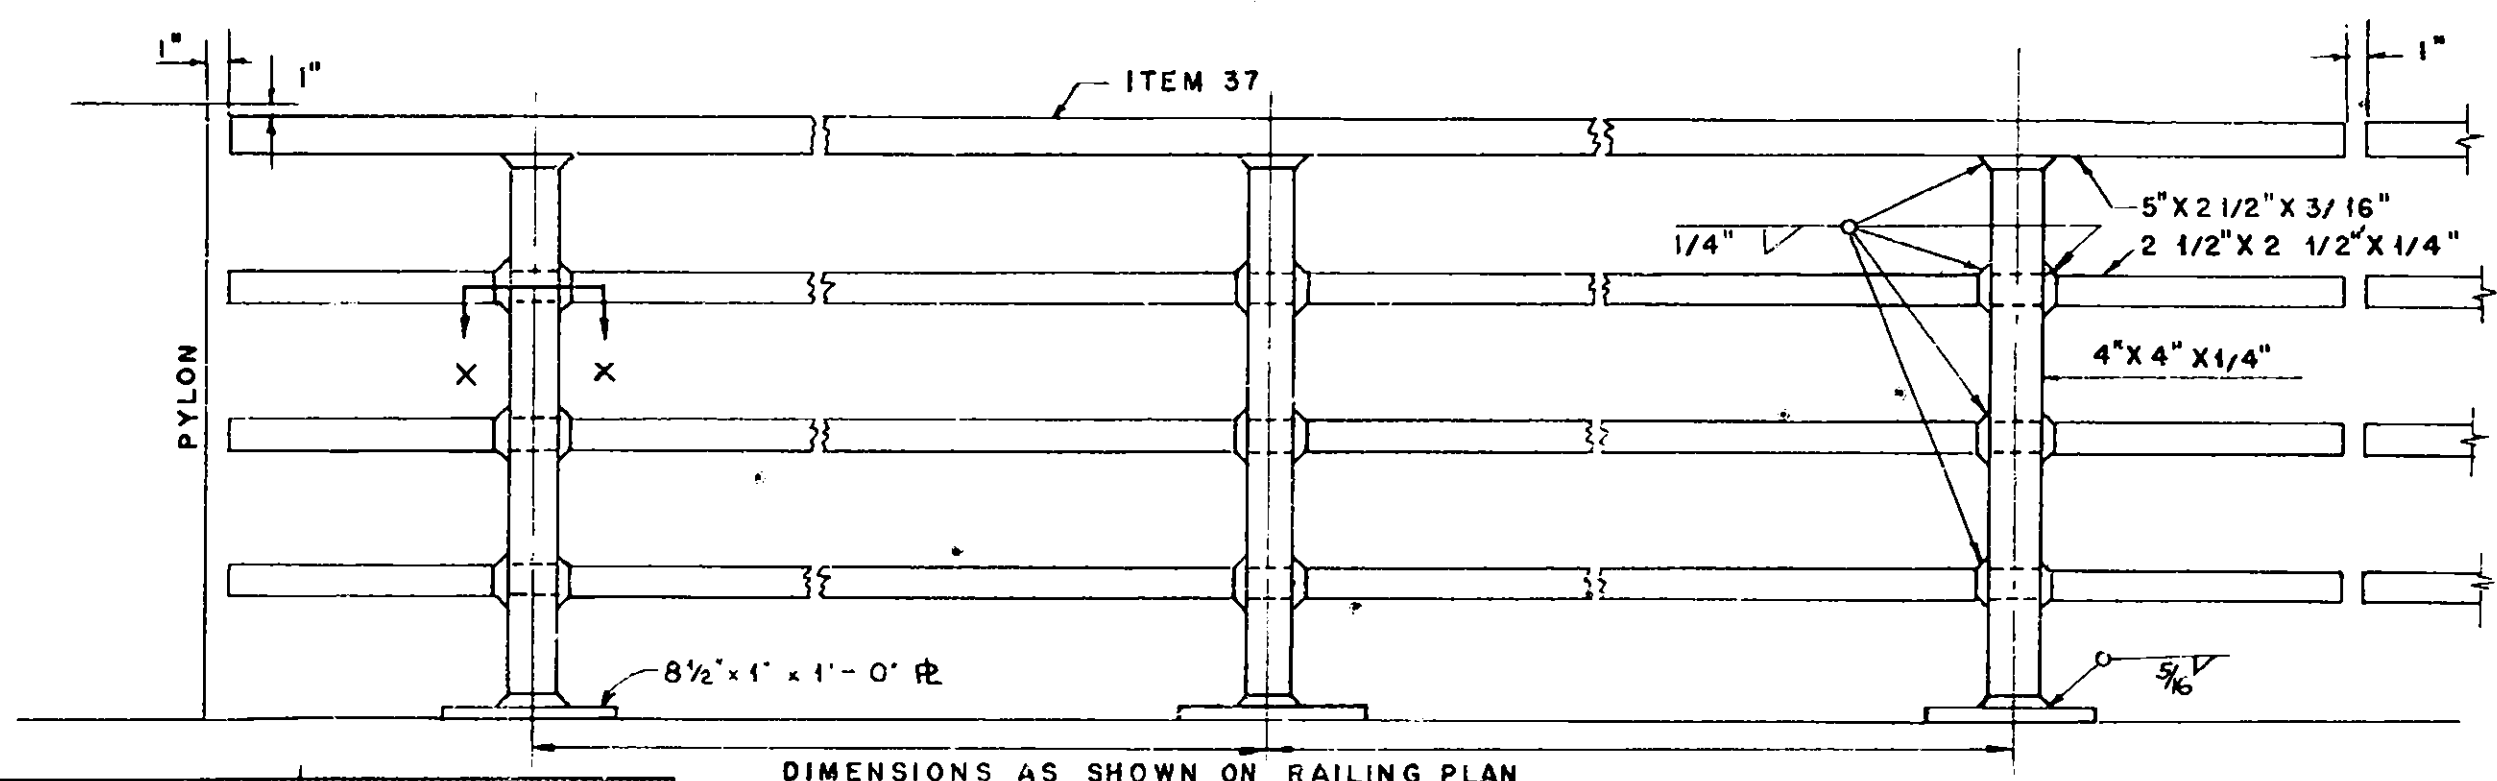 1"
1"
ITEM 37
1"
5" X 2 1/2" X 3/16"
1/4"
2 1/2" X 2 1/2" X 1/4"
PYLON
X X
4" X 4" X 1/4"
8 1/2" x 1" x 1'-0" ⅊
5/16
DIMENSIONS AS SHOWN ON RAILING PLAN